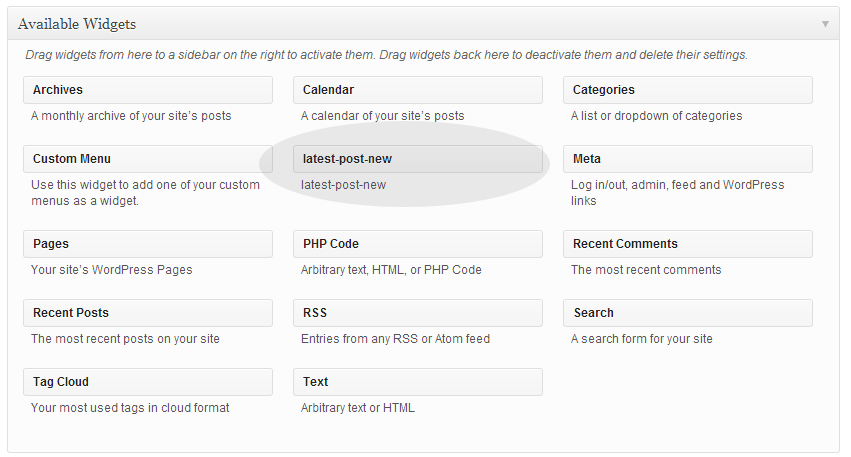 Available Widgets
Drag widgets from here to a sidebar on the right to activate them. Drag widgets back here to deactivate them and delete their settings.
Archives
A monthly archive of your site's posts
Calendar
A calendar of your site's posts
Categories
A list or dropdown of categories
Custom Menu
Use this widget to add one of your custom
menus as a widget.
latest-post-new
latest-post-new
Meta
Log in/out, admin, feed and WordPress
links
Pages
Your site's WordPress Pages
PHP Code
Arbitrary text, HTML, or PHP Code
Recent Comments
The most recent comments
Recent Posts
The most recent posts on your site
RSS
Entries from any RSS or Atom feed
Search
A search form for your site
Tag Cloud
Your most used tags in cloud format
Text
Arbitrary text or HTML